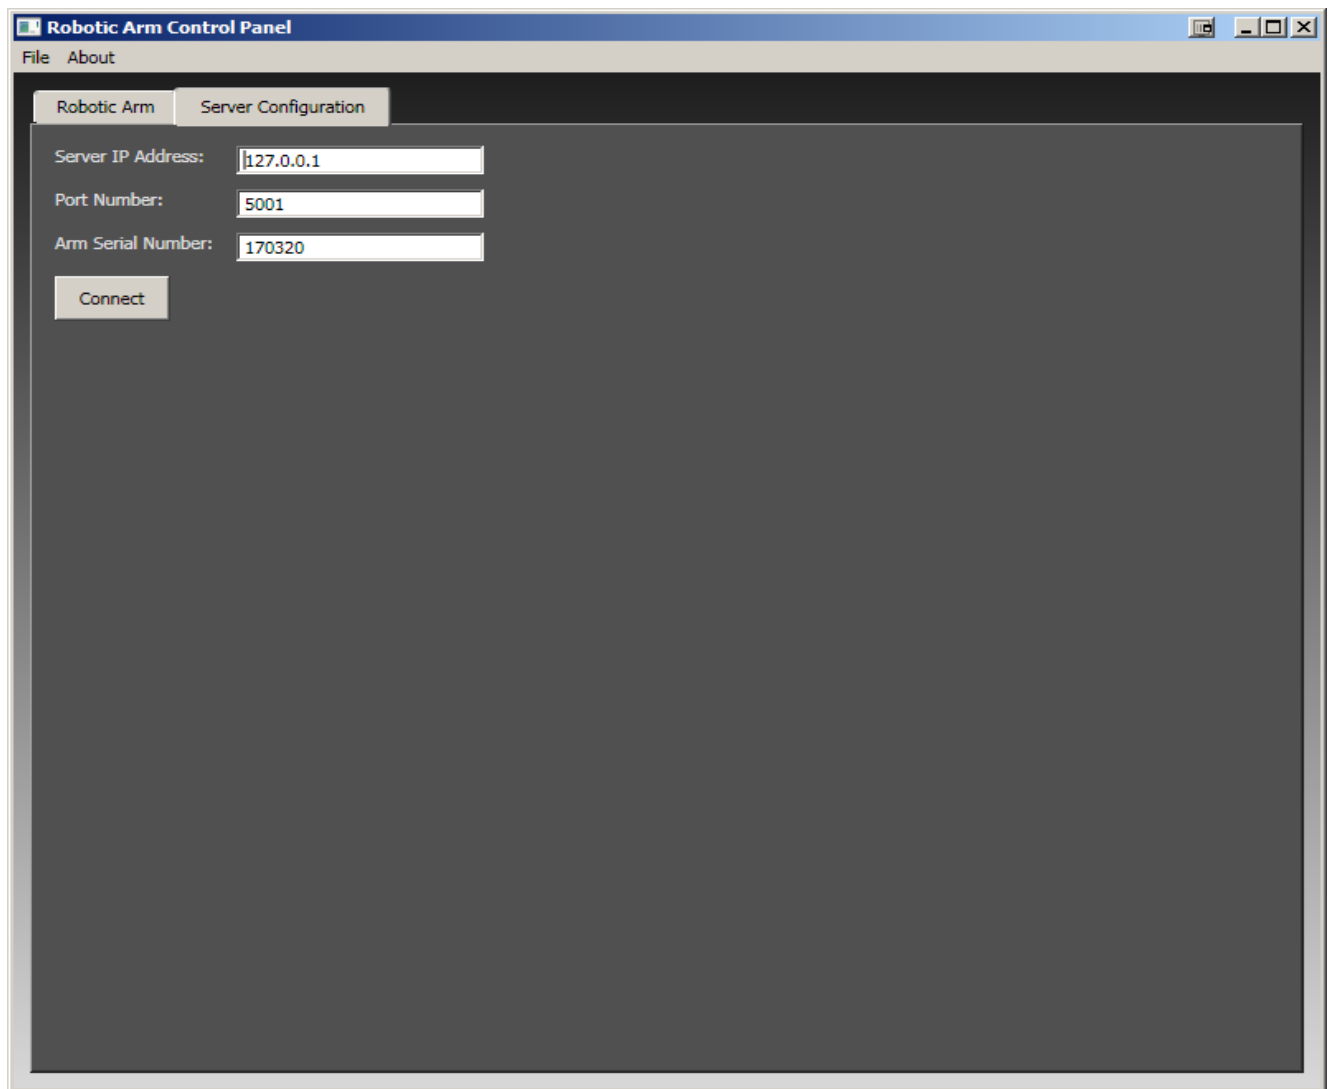 Robotic Arm Control Panel
File About
Robotic Arm Server Configuration
Server IP Address: 127.0.0.1
Port Number: 5001
Arm Serial Number: 170320
Connect